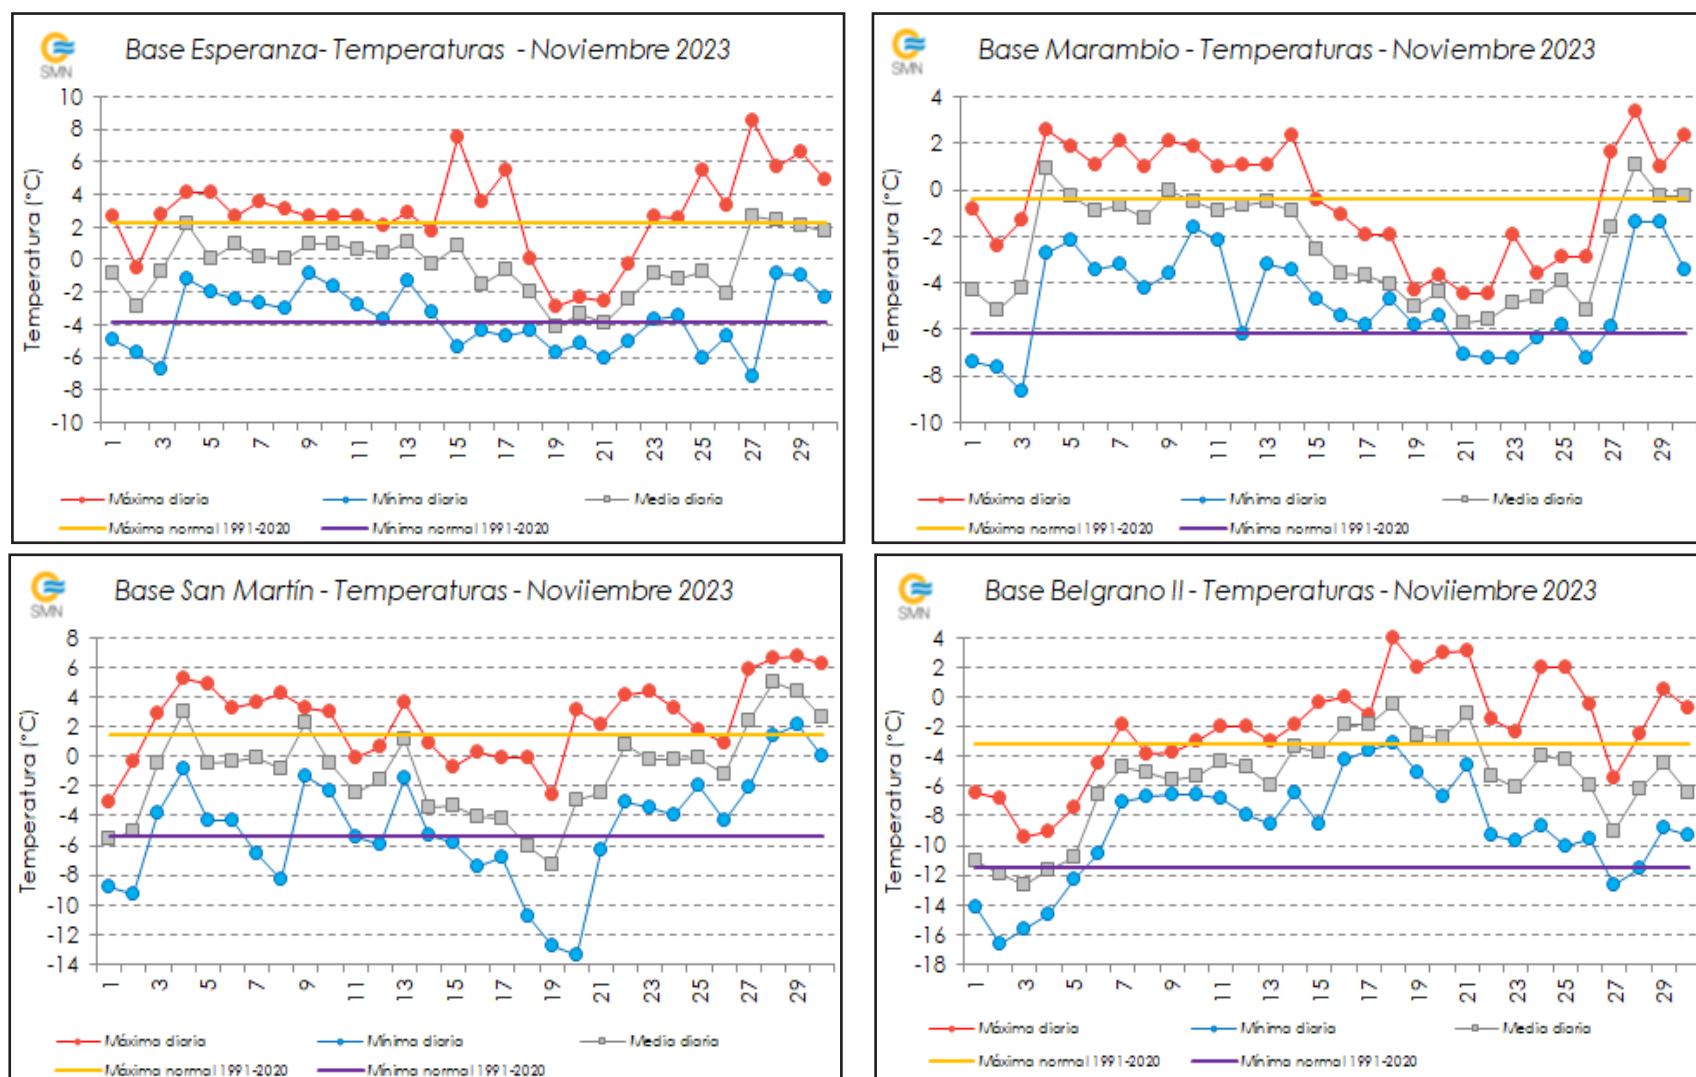 SMN
Base Esperanza- Temperaturas - Noviembre 2023
Temperatura (°C)
10
8
6
4
2
0
-2
-4
-6
-8
-10
1 3 5 7 9 11 13 15 17 19 21 23 25 27 29
Máxima diaria Mínima diaria Media diaria
Máxima normal 1991-2020 Mínima normal 1991-2020
SMN
Base Marambio - Temperaturas - Noviembre 2023
Temperatura (°C)
4
2
0
-2
-4
-6
-8
-10
1 3 5 7 9 11 13 15 17 19 21 23 25 27 29
Máxima diaria Mínima diaria Media diaria
Máxima normal 1991-2020 Mínima normal 1991-2020
SMN
Base San Martín - Temperaturas - Noviiembre 2023
Temperatura (°C)
8
6
4
2
0
-2
-4
-6
-8
-10
-12
-14
1 3 5 7 9 11 13 15 17 19 21 23 25 27 29
Máxima diaria Mínima diaria Media diaria
Máxima normal 1991-2020 Mínima normal 1991-2020
SMN
Base Belgrano II - Temperaturas - Noviiembre 2023
Temperatura (°C)
4
2
0
-2
-4
-6
-8
-10
-12
-14
-16
-18
1 3 5 7 9 11 13 15 17 19 21 23 25 27 29
Máxima diaria Mínima diaria Media diaria
Máxima normal 1991-2020 Mínima normal 1991-2020